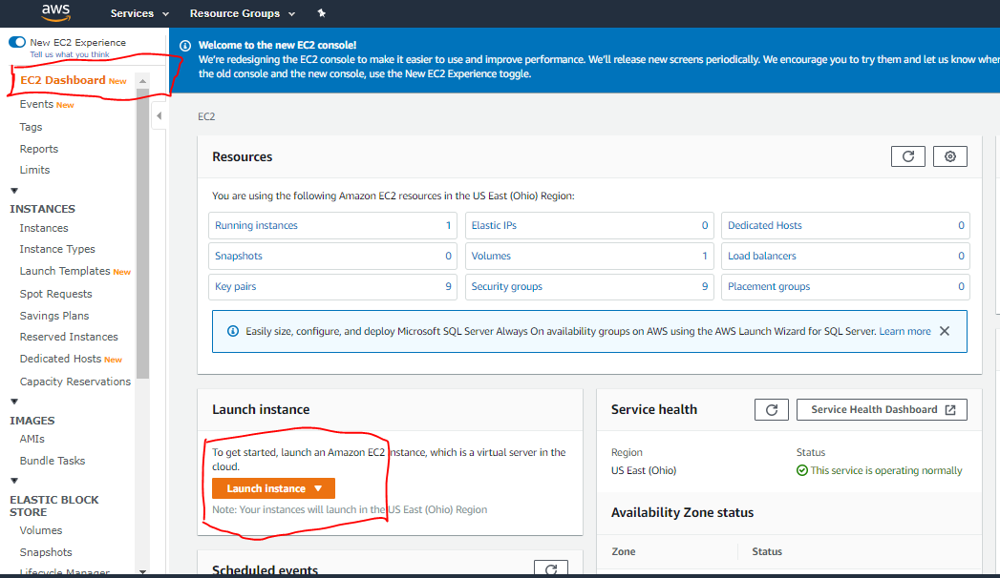 aws
Services
Resource Groups
New EC2 Experience
Tell us what you think
EC2 Dashboard New
Events New
Tags
Reports
Limits
INSTANCES
Instances
Instance Types
Launch Templates New
Spot Requests
Savings Plans
Reserved Instances
Dedicated Hosts New
Capacity Reservations
IMAGES
AMIs
Bundle Tasks
ELASTIC BLOCK
STORE
Volumes
Snapshots
Lifecycle Manager
Welcome to the new EC2 console!
We're redesigning the EC2 console to make it easier to use and improve performance. We'll release new screens periodically. We encourage you to try them and let us know wher
the old console and the new console, use the New EC2 Experience toggle.
EC2
Resources
You are using the following Amazon EC2 resources in the US East (Ohio) Region:
Running instances 1
Elastic IPs 0
Dedicated Hosts 0
Snapshots 0
Volumes 1
Load balancers 0
Key pairs 9
Security groups 9
Placement groups 0
Easily size, configure, and deploy Microsoft SQL Server Always On availability groups on AWS using the AWS Launch Wizard for SQL Server. Learn more
Launch instance
To get started, launch an Amazon EC2 instance, which is a virtual server in the
cloud.
Launch Instance
Note: Your instances will launch in the US East (Ohio) Region
Scheduled events
Service health
Service Health Dashboard
Region
US East (Ohio)
Status
This service is operating normally
Availability Zone status
Zone
Status